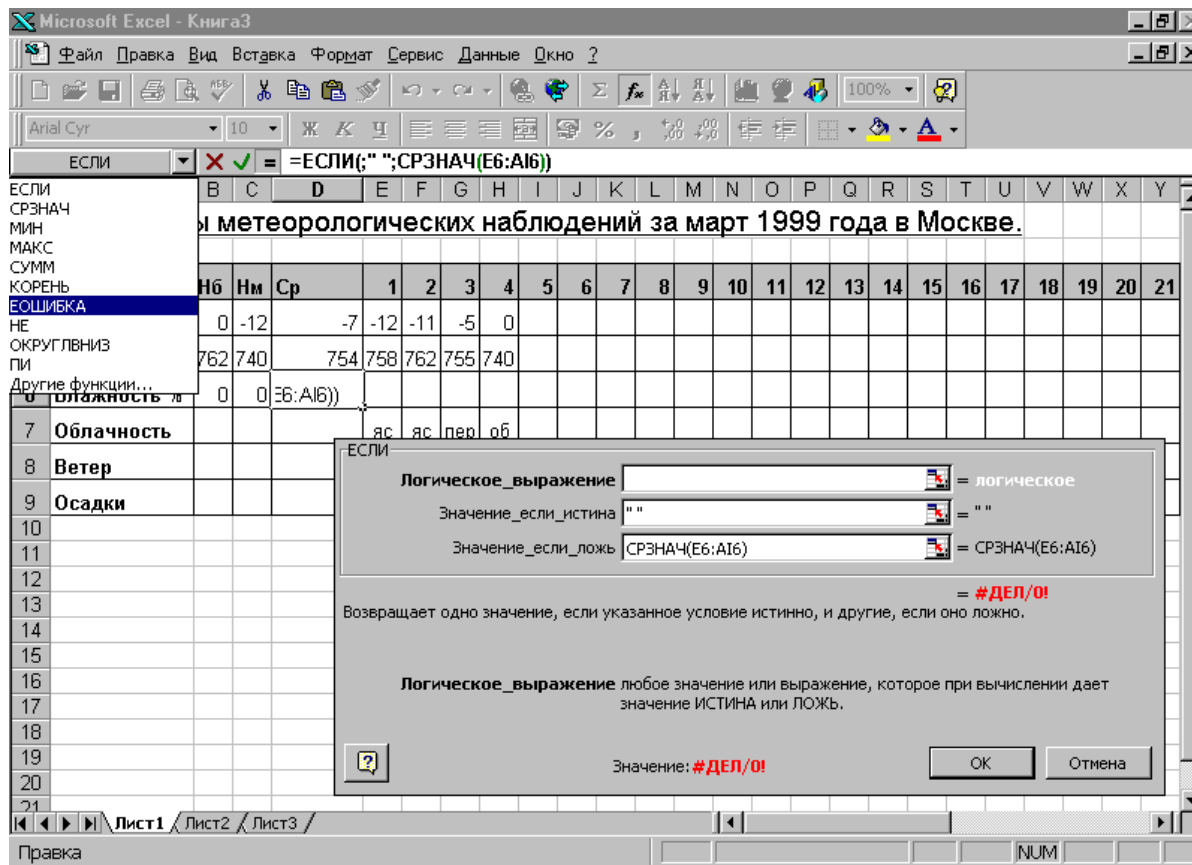 Microsoft Excel - Книга3
Файл Правка Вид Вставка Формат Сервис Данные Окно ?
100%
Arial Cyr 10 Ж К Ч % , 
ЕСЛИ = =ЕСЛИ(;" ";СРЗНАЧ(E6:AI6))
ЕСЛИ
СРЗНАЧ
МИН
МАКС
СУММ
КОРЕНЬ
ЕОШИБКА
НЕ
ОКРУГЛВНИЗ
ПИ
Другие функции...
B C D E F G H I J K L M N O P Q R S T U V W X Y
ы метеорологических наблюдений за март 1999 года в Москве.
Нб Нм Ср 1 2 3 4 5 6 7 8 9 10 11 12 13 14 15 16 17 18 19 20 21
0 -12 -7 -12 -11 -5 0
762 740 754 758 762 755 740
6 Влажность % 0 0 E6:AI6))
7 Облачность яс яс пер об
8 Ветер
9 Осадки
10
11
12
13
14
15
16
17
18
19
20
21
ЕСЛИ
Логическое_выражение = логическое
Значение_если_истина " " = " "
Значение_если_ложь СРЗНАЧ(E6:AI6) = СРЗНАЧ(E6:AI6)
= #ДЕЛ/0!
Возвращает одно значение, если указанное условие истинно, и другие, если оно ложно.
Логическое_выражение любое значение или выражение, которое при вычислении дает
значение ИСТИНА или ЛОЖЬ.
Значение: #ДЕЛ/0!
OK Отмена
Лист1 Лист2 Лист3
Правка NUM